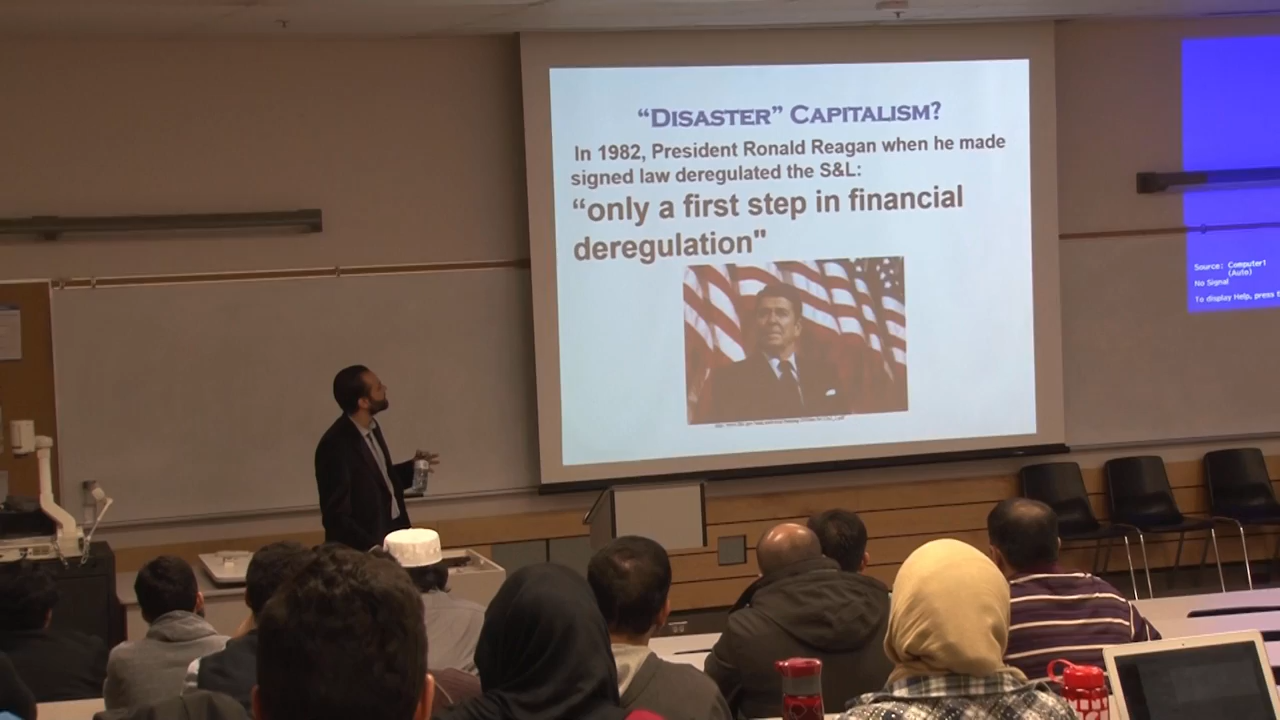 “DISASTER” CAPITALISM?
In 1982, President Ronald Reagan when he made
signed law deregulated the S&L:
“only a first step in financial
deregulation"
Source: Computer1
(Auto)
No Signal
To display Help, press